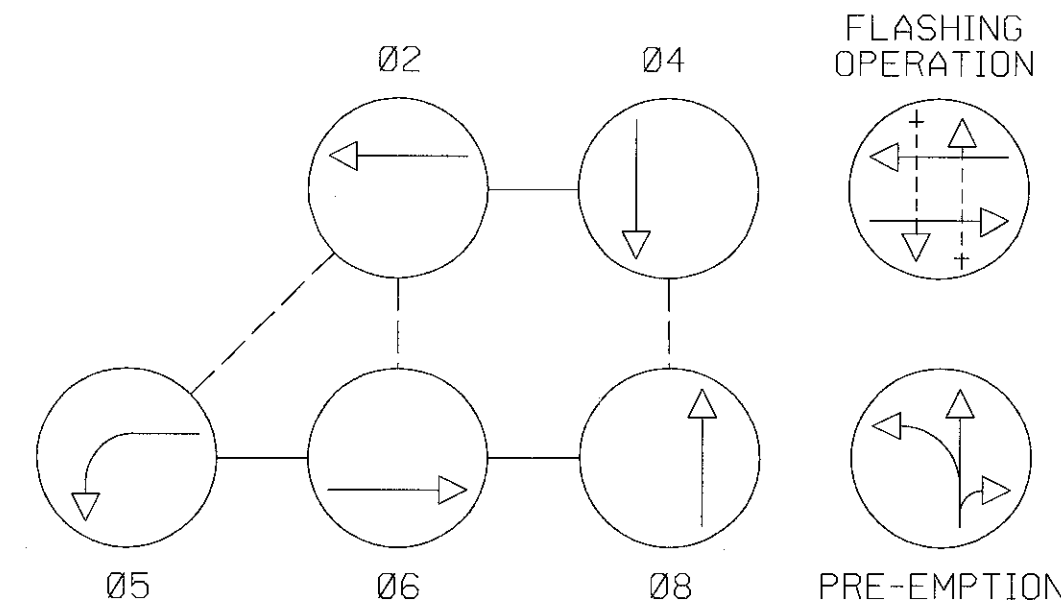 FLASHING
OPERATION
Ø2
Ø4
Ø5
Ø6
Ø8
PRE-EMPTION